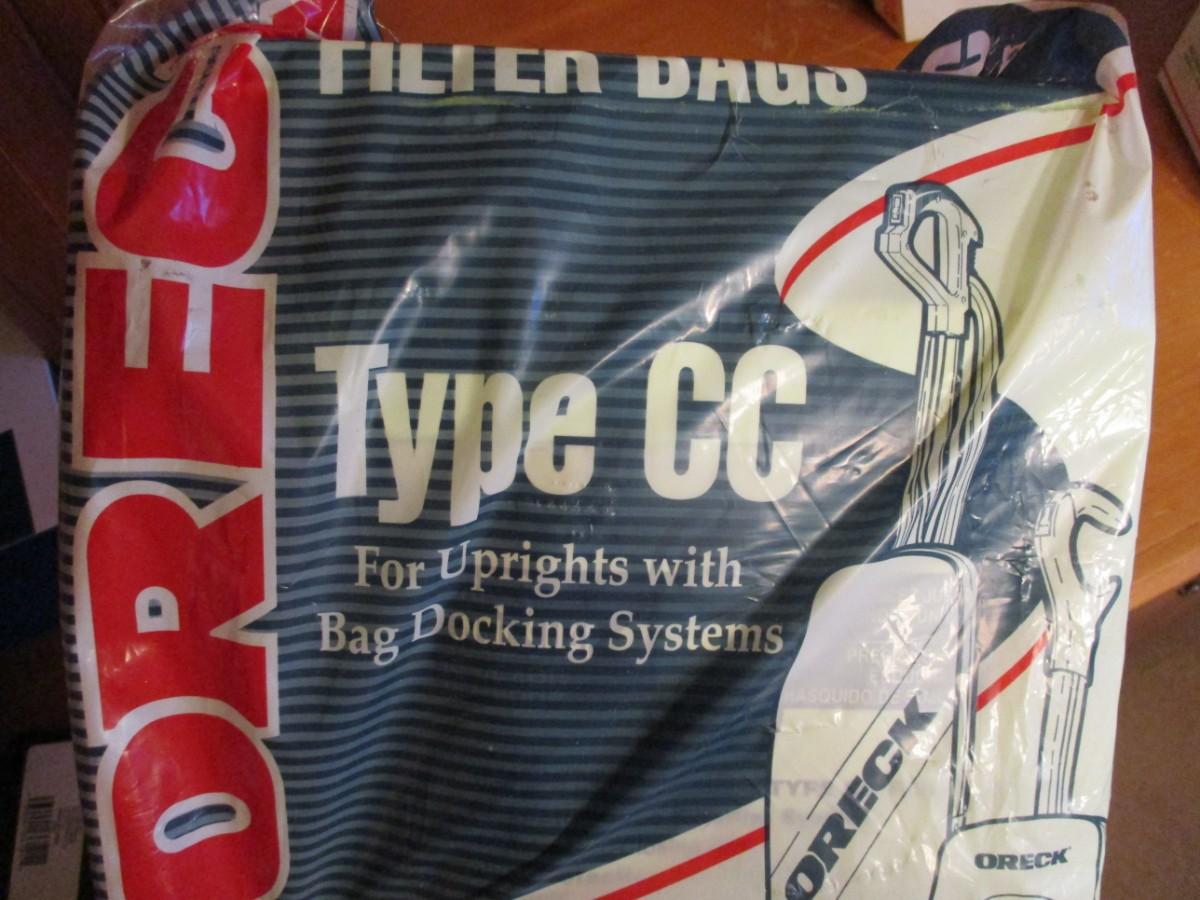 ORECK
FILTER BAGS
Type CC
For Uprights with
Bag Docking Systems
ORECK
ORECK